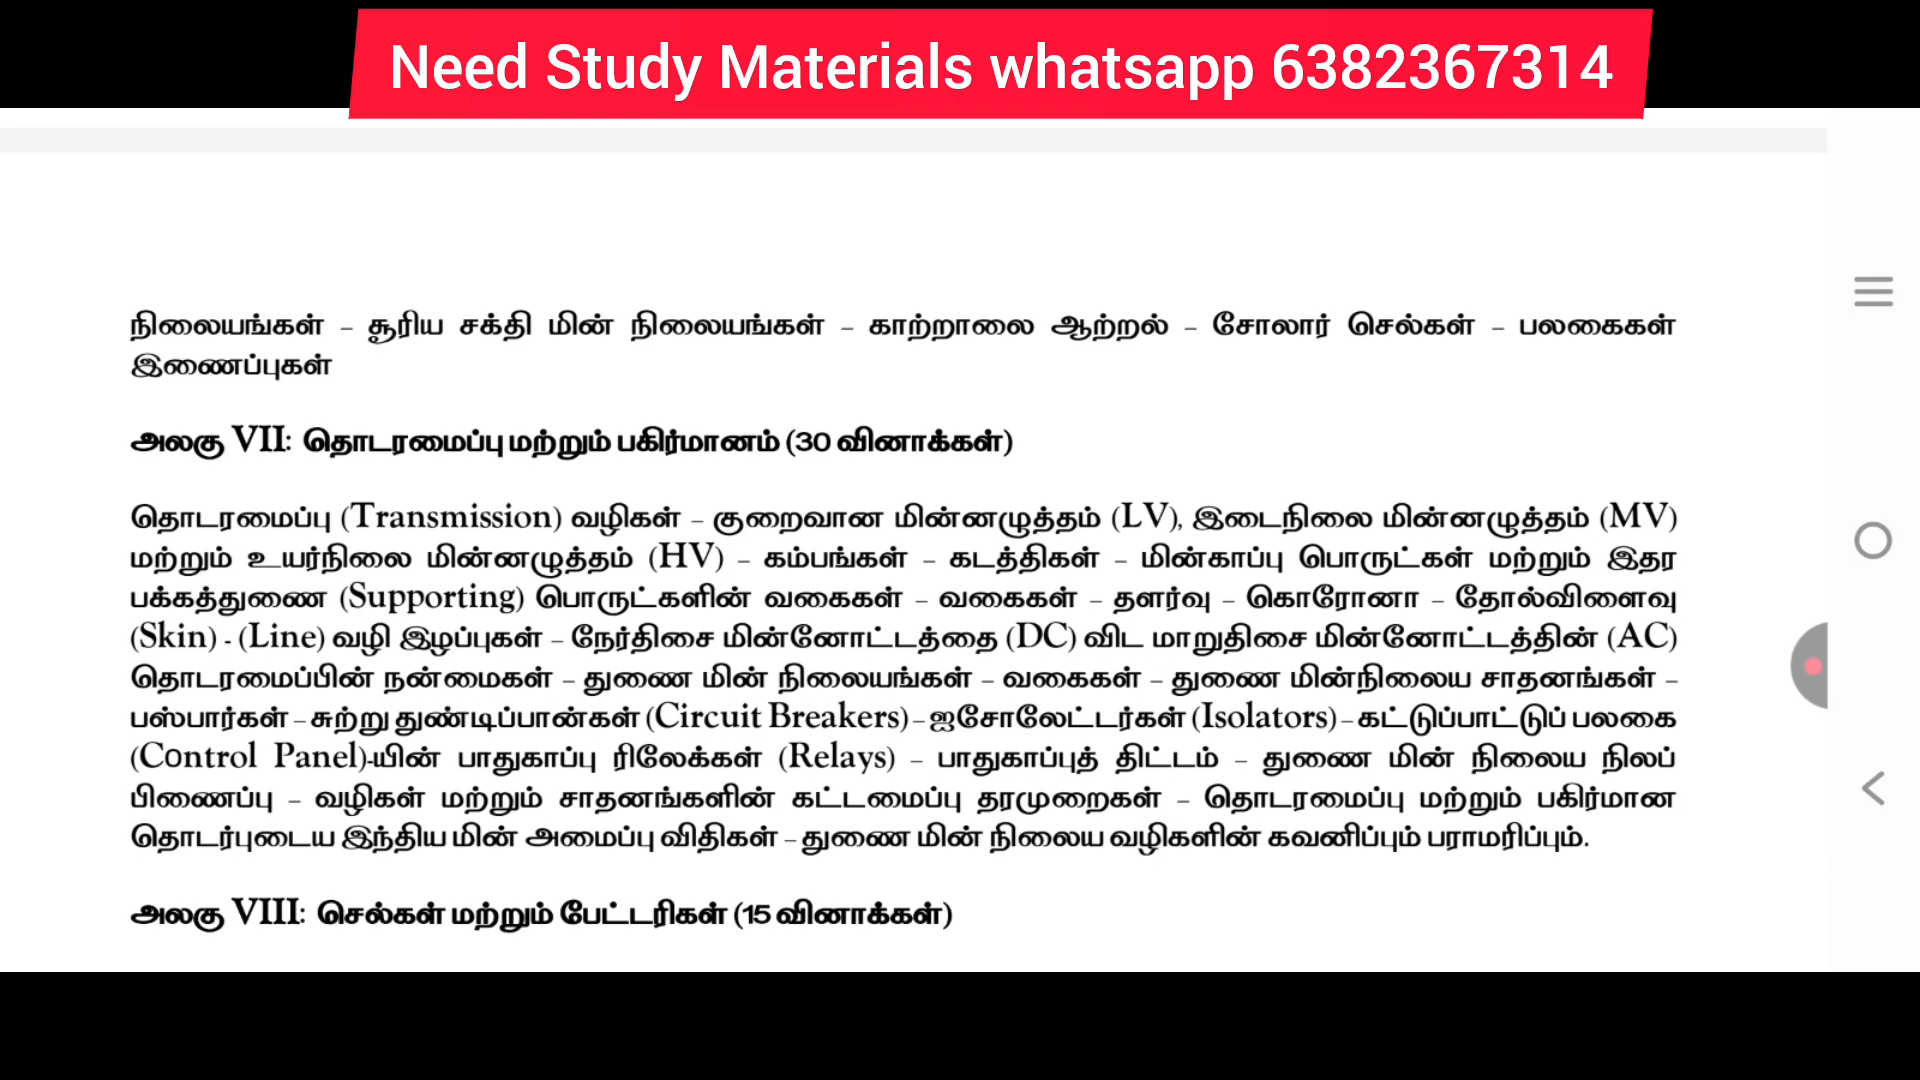 Need Study Materials whatsapp 6382367314
நிலையங்கள் – சூரிய சக்தி மின் நிலையங்கள் – காற்றாலை ஆற்றல் – சோலார் செல்கள் – பலகைகள்
இணைப்புகள்
அலகு VII: தொடரமைப்பு மற்றும் பகிர்மானம் (30 வினாக்கள்)
தொடரமைப்பு (Transmission) வழிகள் – குறைவான மின்னழுத்தம் (LV), இடைநிலை மின்னழுத்தம் (MV)
மற்றும் உயர்நிலை மின்னழுத்தம் (HV) – கம்பங்கள் – கடத்திகள் – மின்காப்பு பொருட்கள் மற்றும் இதர
பக்கத்துணை (Supporting) பொருட்களின் வகைகள் – வகைகள் – தளர்வு – கொரோனா – தோல்விளைவு
(Skin) - (Line) வழி இழப்புகள் – நேர்திசை மின்னோட்டத்தை (DC) விட மாறுதிசை மின்னோட்டத்தின் (AC)
தொடரமைப்பின் நன்மைகள் – துணை மின் நிலையங்கள் – வகைகள் – துணை மின்நிலைய சாதனங்கள் –
பஸ்பார்கள் – சுற்று துண்டிப்பான்கள் (Circuit Breakers) – ஐசோலேட்டர்கள் (Isolators) – கட்டுப்பாட்டுப் பலகை
(Control Panel)-யின் பாதுகாப்பு ரிலேக்கள் (Relays) – பாதுகாப்புத் திட்டம் – துணை மின் நிலைய நிலப்
பிணைப்பு – வழிகள் மற்றும் சாதனங்களின் கட்டமைப்பு தரமுறைகள் – தொடரமைப்பு மற்றும் பகிர்மான
தொடர்புடைய இந்திய மின் அமைப்பு விதிகள் – துணை மின் நிலைய வழிகளின் கவனிப்பும் பராமரிப்பும்.
அலகு VIII: செல்கள் மற்றும் பேட்டரிகள் (15 வினாக்கள்)